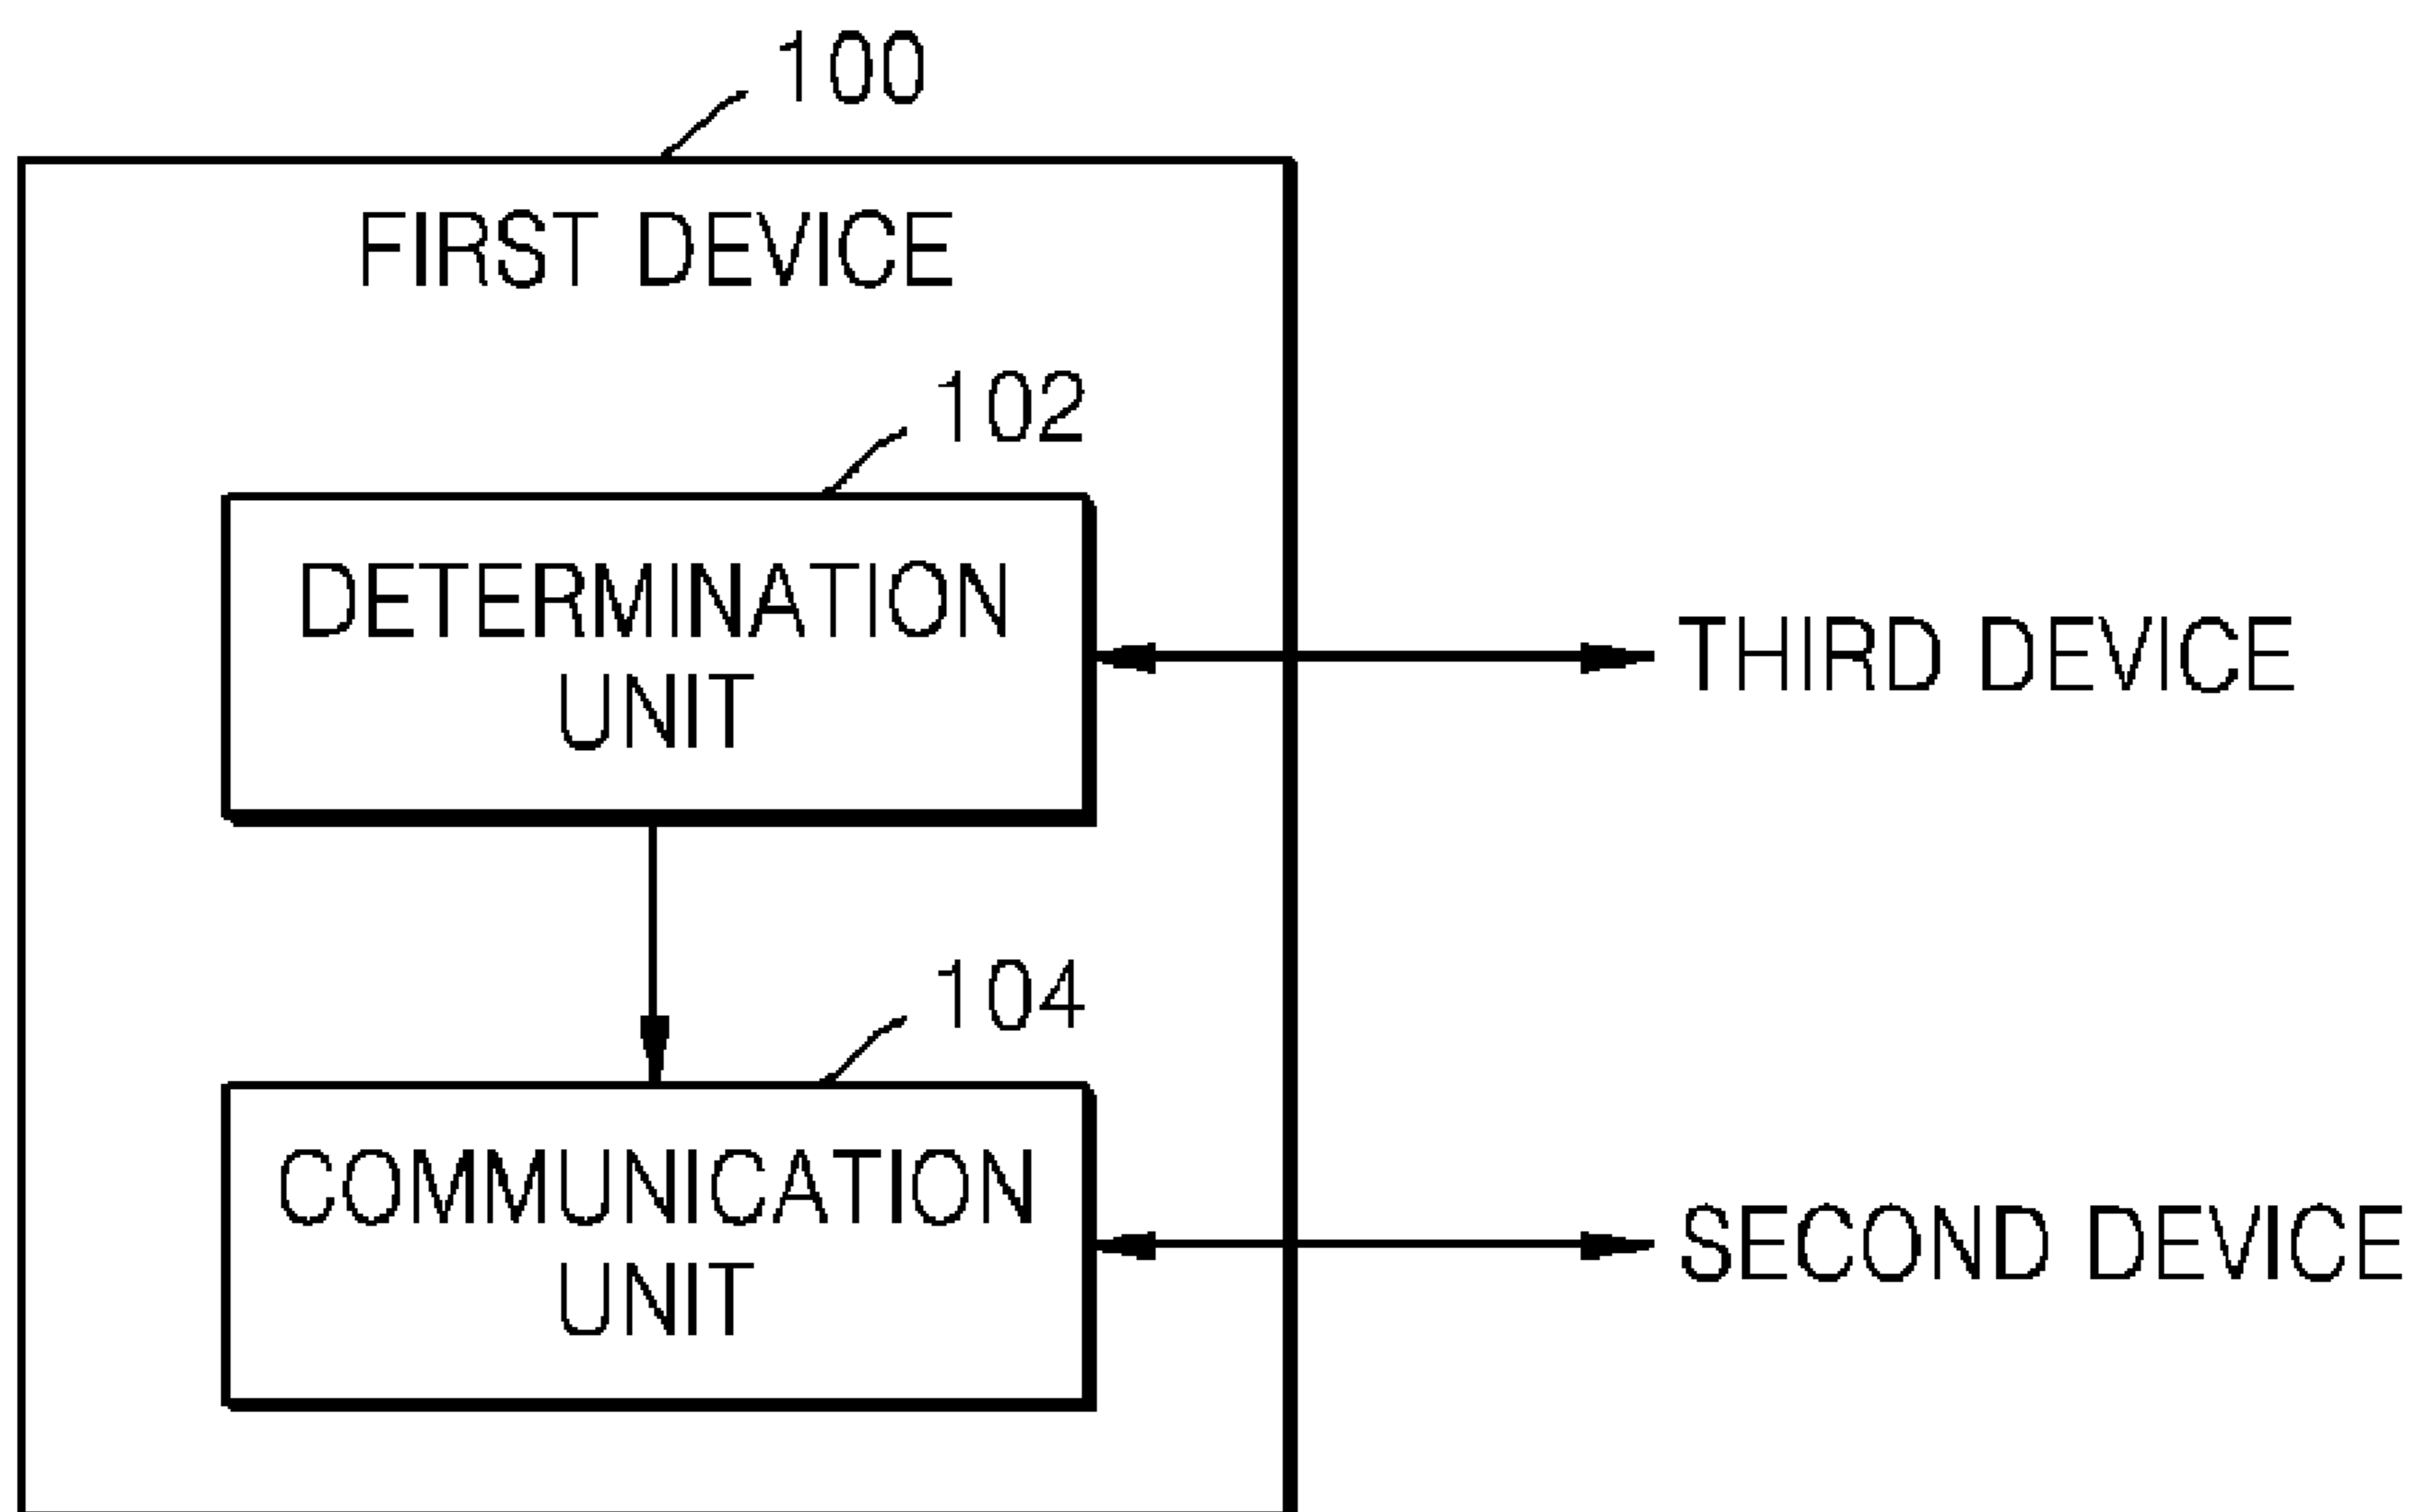 100
FIRST DEVICE
102
DETERMINATION
UNIT
THIRD DEVICE
104
COMMUNICATION
UNIT
SECOND DEVICE